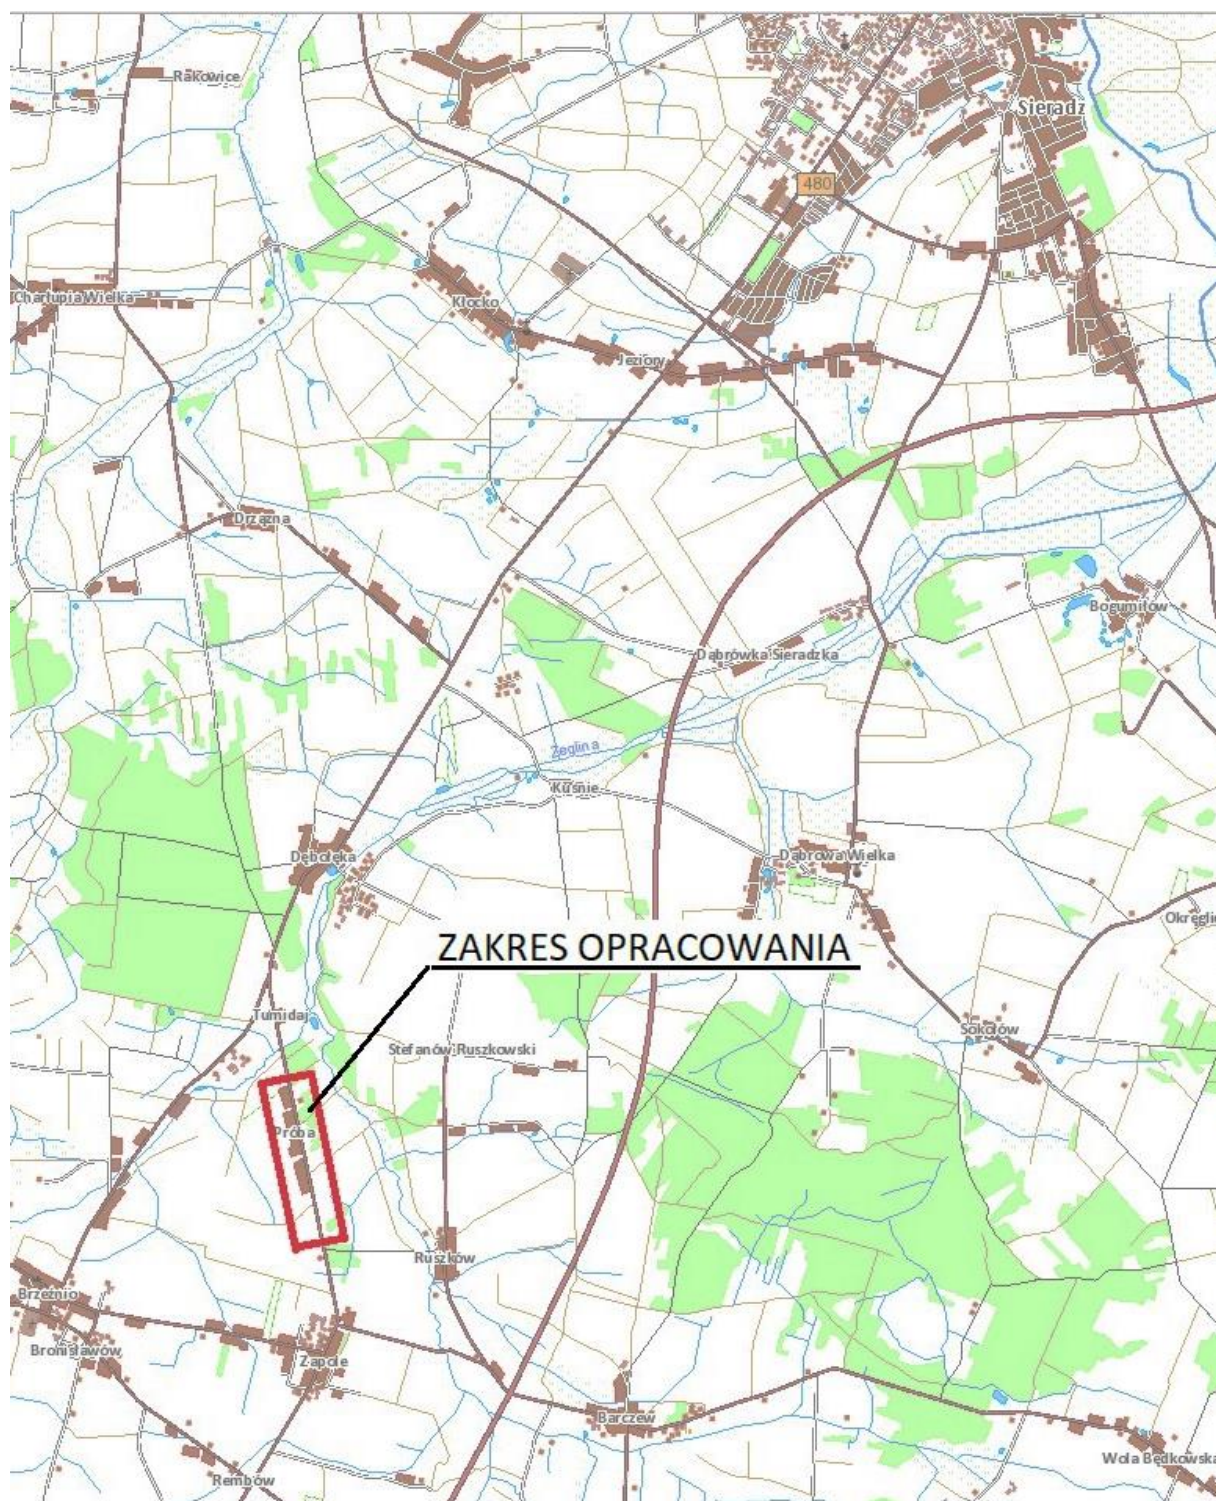 Rakowice
Sieradz
480
Charłupia Wielka
Kłocko
Jeziory
Drzązna
Bogumiłów
Dąbrówka Sieradzka
Żeglina
Kuśnie
Dębołęka
Dąbrowa Wielka
Okręglic
ZAKRES OPRACOWANIA
Tumidaj
Sokołów
Stefanów Ruszkowski
Próba
Ruszków
Brzeźnio
Bronisławów
Zapole
Barczew
Wola Będkowska
Rembów